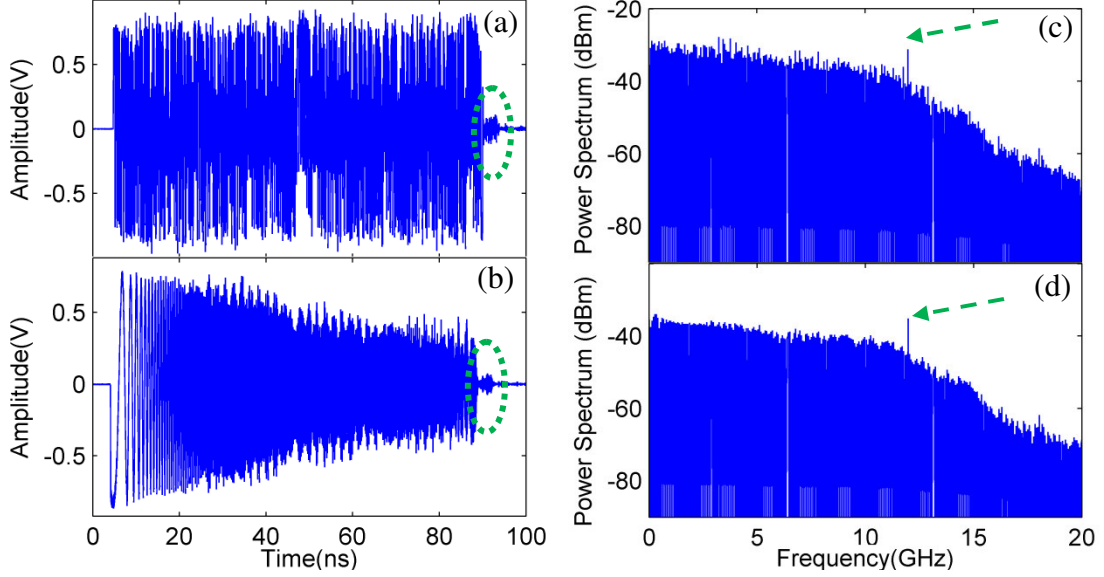 (a)
Amplitude(V)
0.5
0
-0.5
(b)
Amplitude(V)
0.5
0
-0.5
0 20 40 60 80 100
Time(ns)
(c)
Power Spectrum (dBm)
-20
-40
-60
-80
(d)
Power Spectrum (dBm)
-40
-60
-80
0 5 10 15 20
Frequency(GHz)